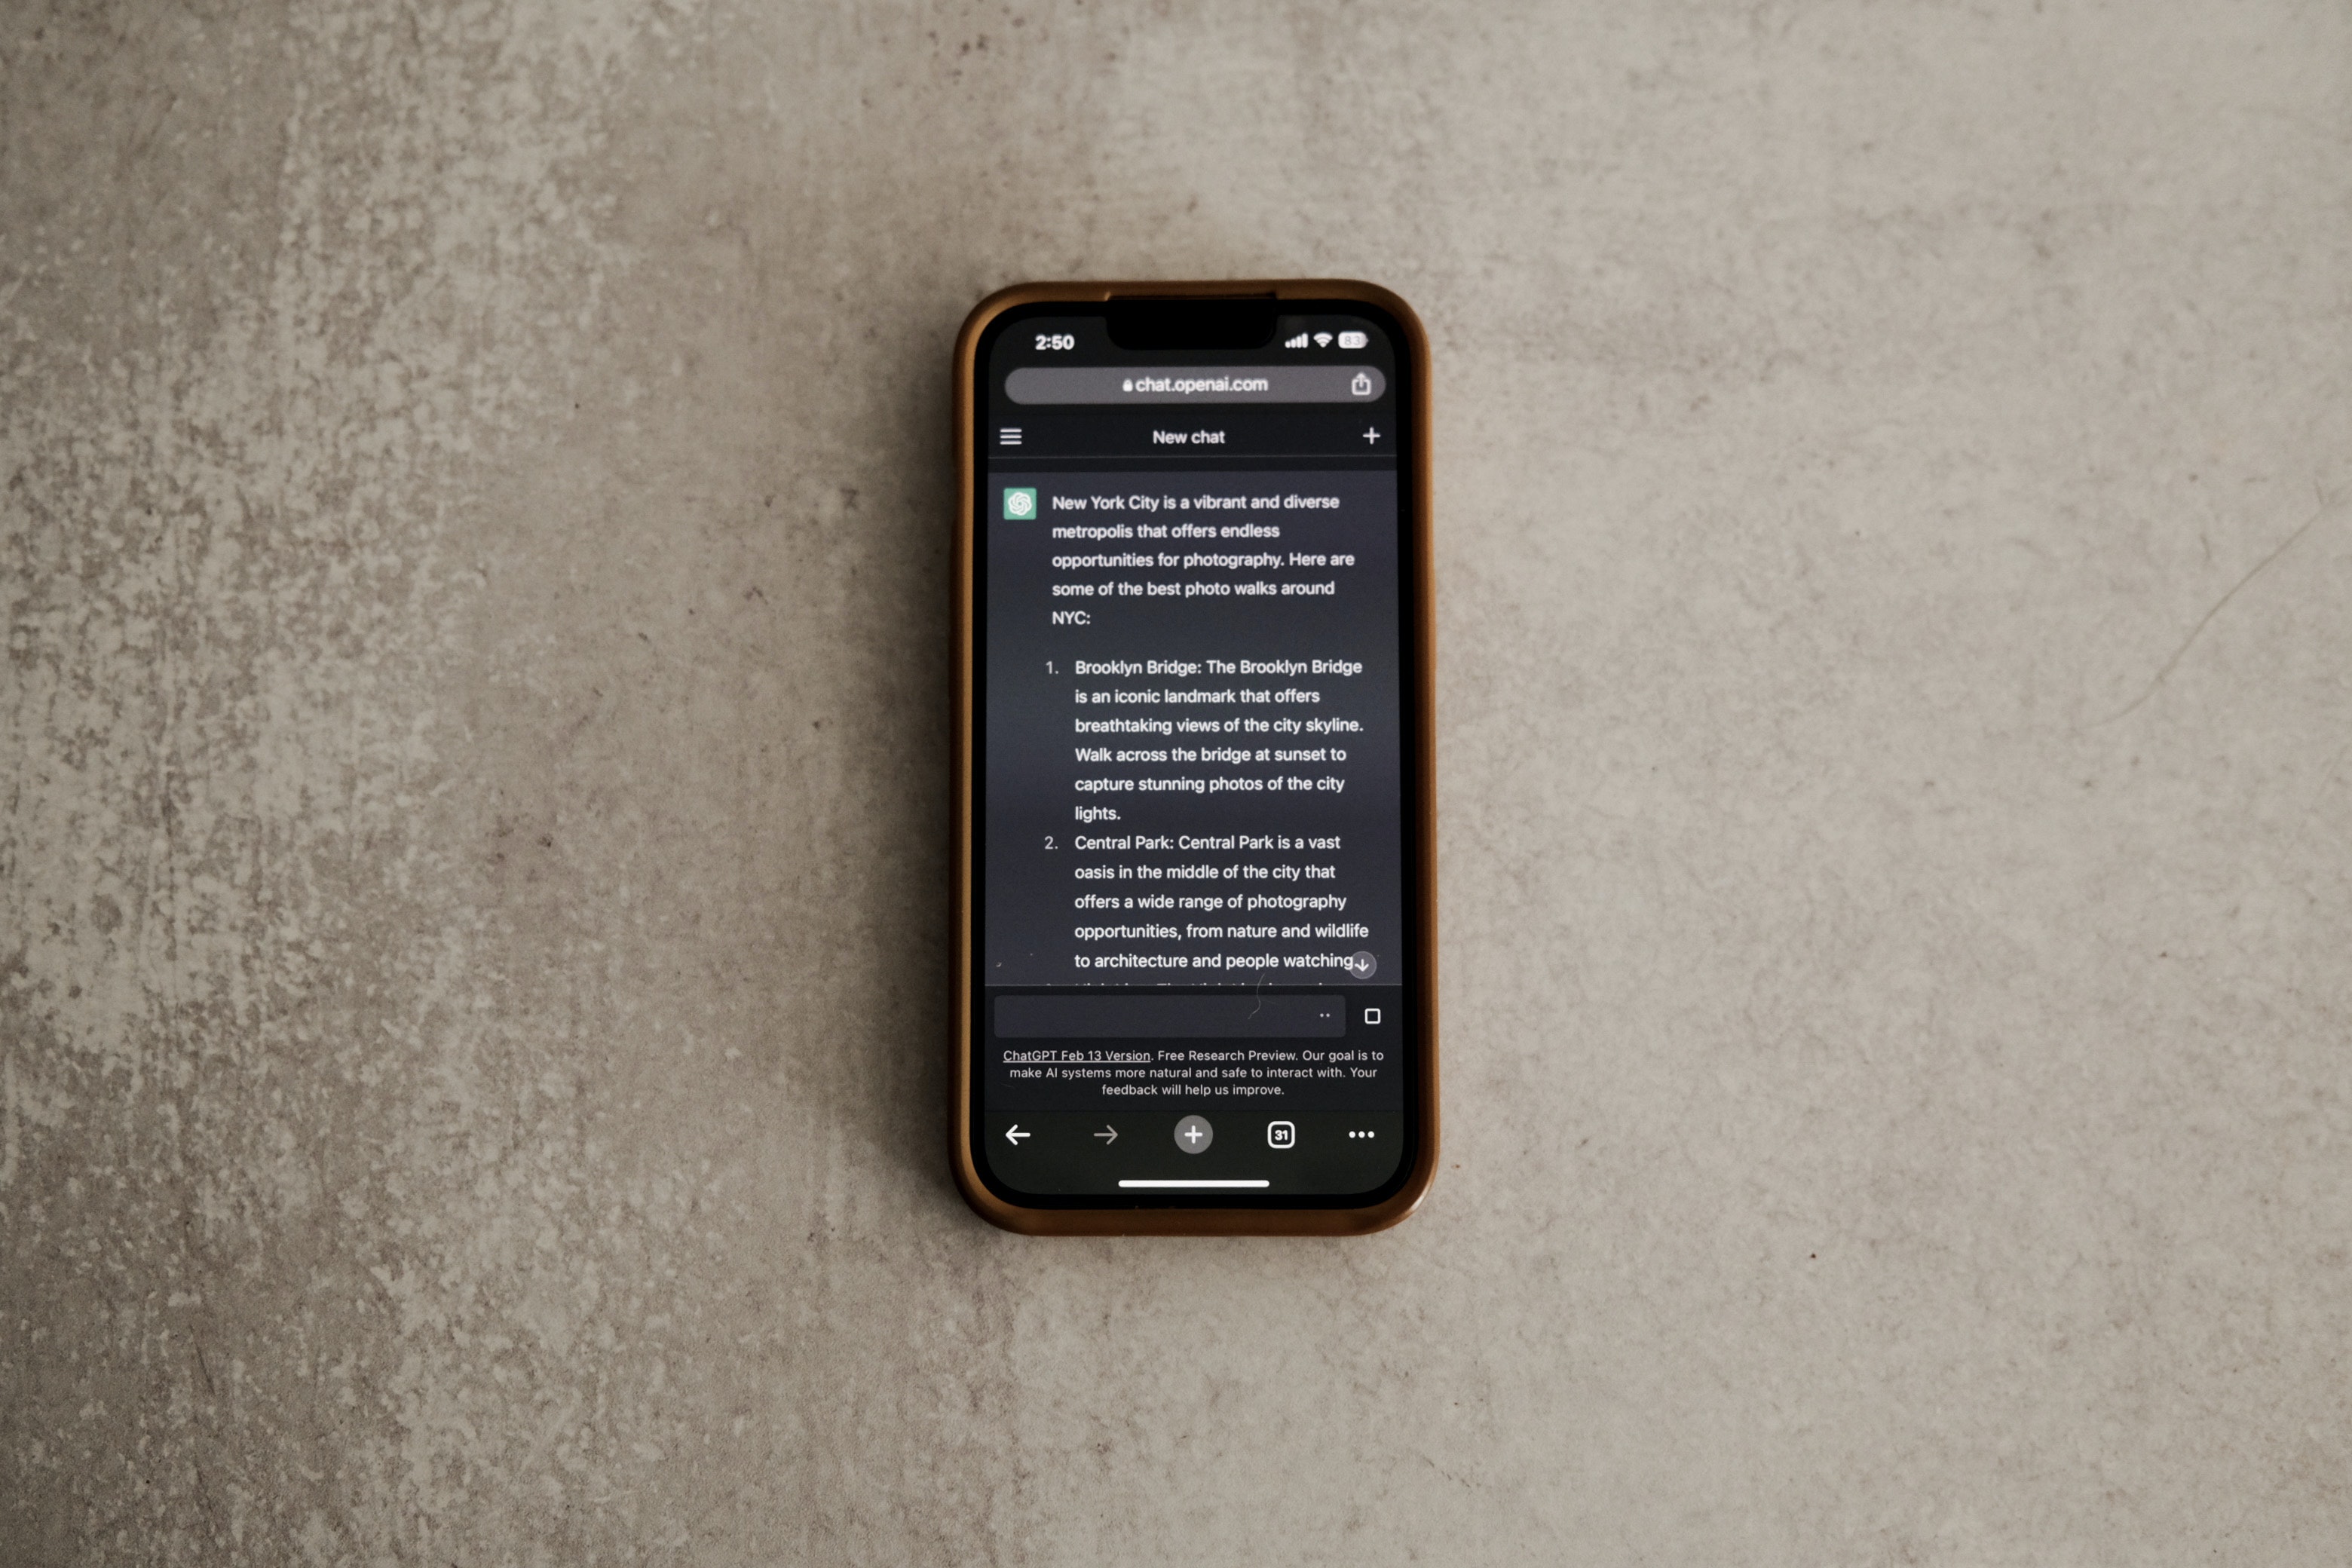 2:50 83
chat.openai.com
New chat
New York City is a vibrant and diverse
metropolis that offers endless
opportunities for photography. Here are
some of the best photo walks around
NYC:
1. Brooklyn Bridge: The Brooklyn Bridge
is an iconic landmark that offers
breathtaking views of the city skyline.
Walk across the bridge at sunset to
capture stunning photos of the city
lights.
2. Central Park: Central Park is a vast
oasis in the middle of the city that
offers a wide range of photography
opportunities, from nature and wildlife
to architecture and people watching.
ChatGPT Feb 13 Version. Free Research Preview. Our goal is to
make AI systems more natural and safe to interact with. Your
feedback will help us improve.
31